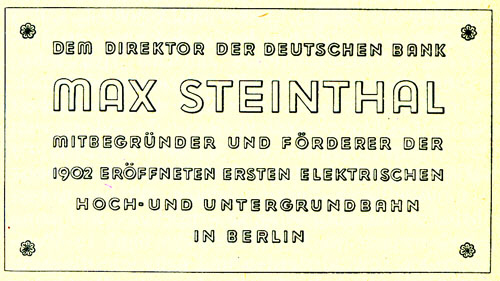 DEM DIREKTOR DER DEUTSCHEN BANK
MAX STEINTHAL
MITBEGRÜNDER UND FÖRDERER DER
1902 ERÖFFNETEN ERSTEN ELEKTRISCHEN
HOCH- UND UNTERGRUNDBAHN
IN BERLIN